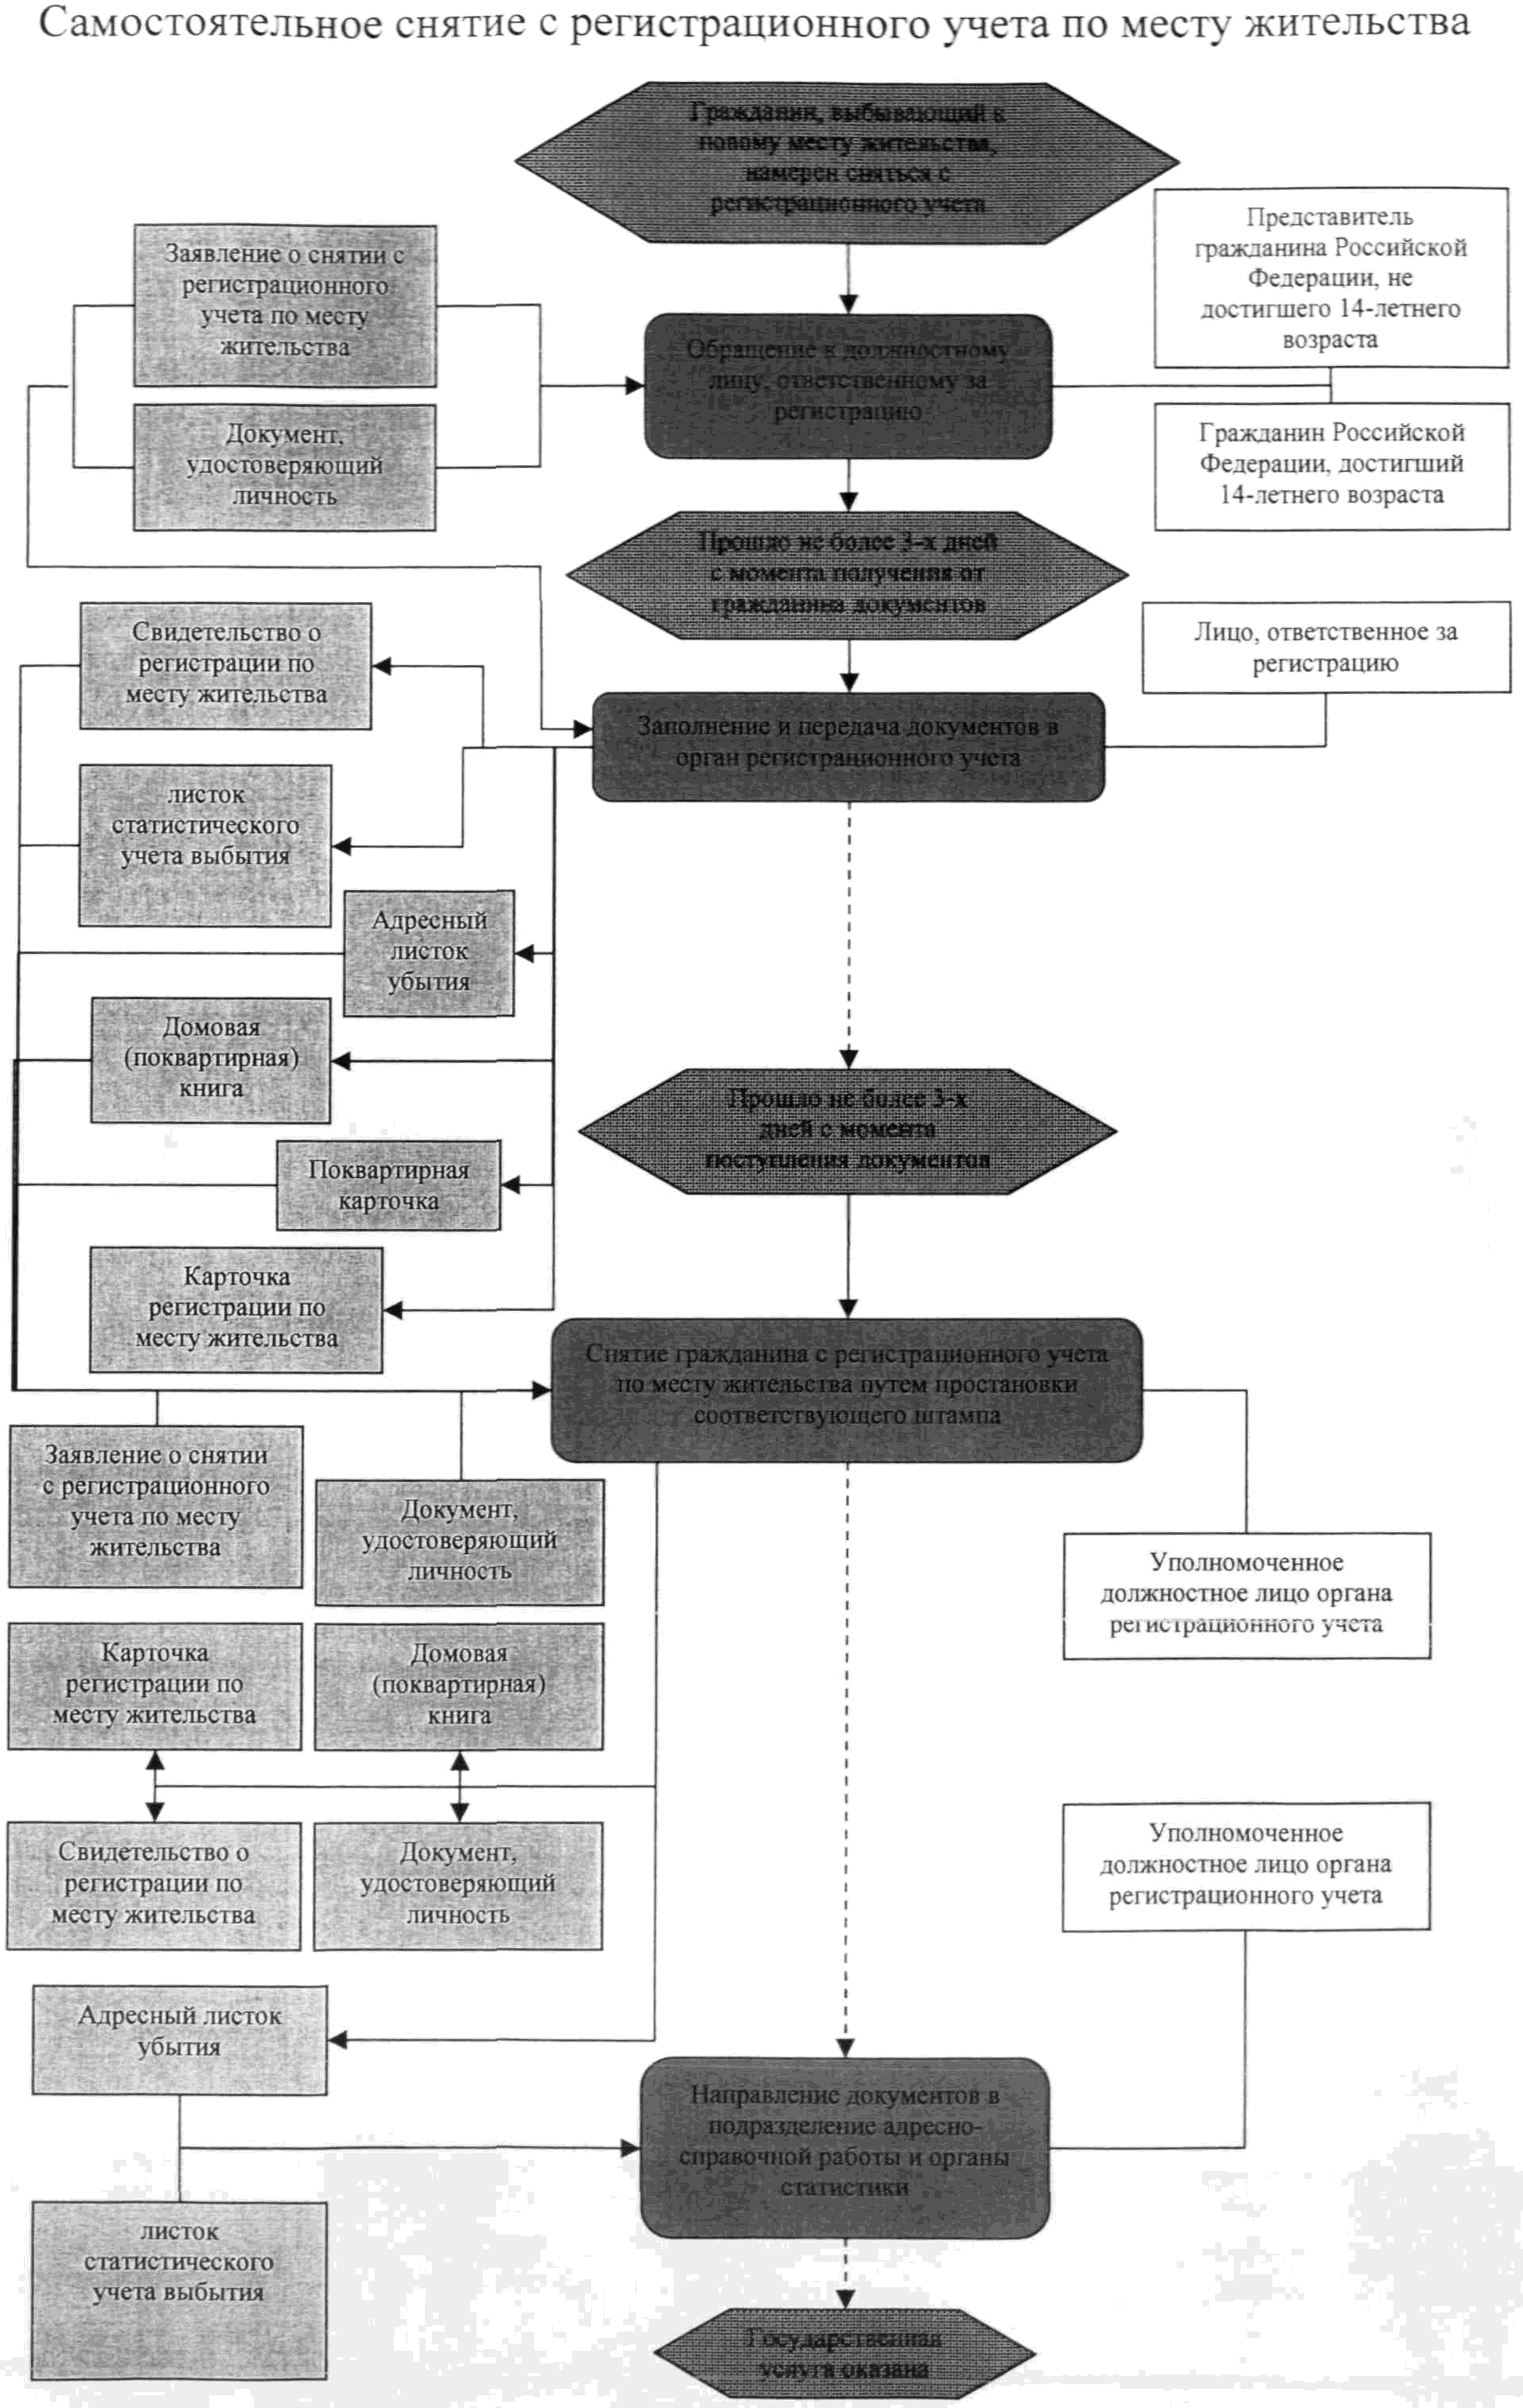 Самостоятельное снятие с регистрационного учета по месту жительства
Гражданин, выбывающий к
новому месту жительства,
намерен сняться с
регистрационного учета
Представитель
гражданина Российской
Федерации, не
достигшего 14-летнего
возраста
Заявление о снятии с
регистрационного
учета по месту
жительства
Обращение к должностному
лицу, ответственному за
регистрацию
Документ,
удостоверяющий
личность
Гражданин Российской
Федерации, достигший
14-летнего возраста
Прошло не более 3-х дней
с момента получения от
гражданина документов
Свидетельство о
регистрации по
месту жительства
Лицо, ответственное за
регистрацию
Заполнение и передача документов в
орган регистрационного учета
листок
статистического
учета выбытия
Адресный
листок
убытия
Домовая
(поквартирная)
книга
Прошло не более 3-х
дней с момента
поступления документов
Поквартирная
карточка
Карточка
регистрации по
месту жительства
Снятие гражданина с регистрационного учета
по месту жительства путем простановки
соответствующего штампа
Заявление о снятии
с регистрационного
учета по месту
жительства
Документ,
удостоверяющий
личность
Уполномоченное
должностное лицо органа
регистрационного учета
Карточка
регистрации по
месту жительства
Домовая
(поквартирная)
книга
Свидетельство о
регистрации по
месту жительства
Документ,
удостоверяющий
личность
Уполномоченное
должностное лицо органа
регистрационного учета
Адресный листок
убытия
Направление документов в
подразделение адресно-
справочной работы и органы
статистики
листок
статистического
учета выбытия
Государственная
услуга оказана